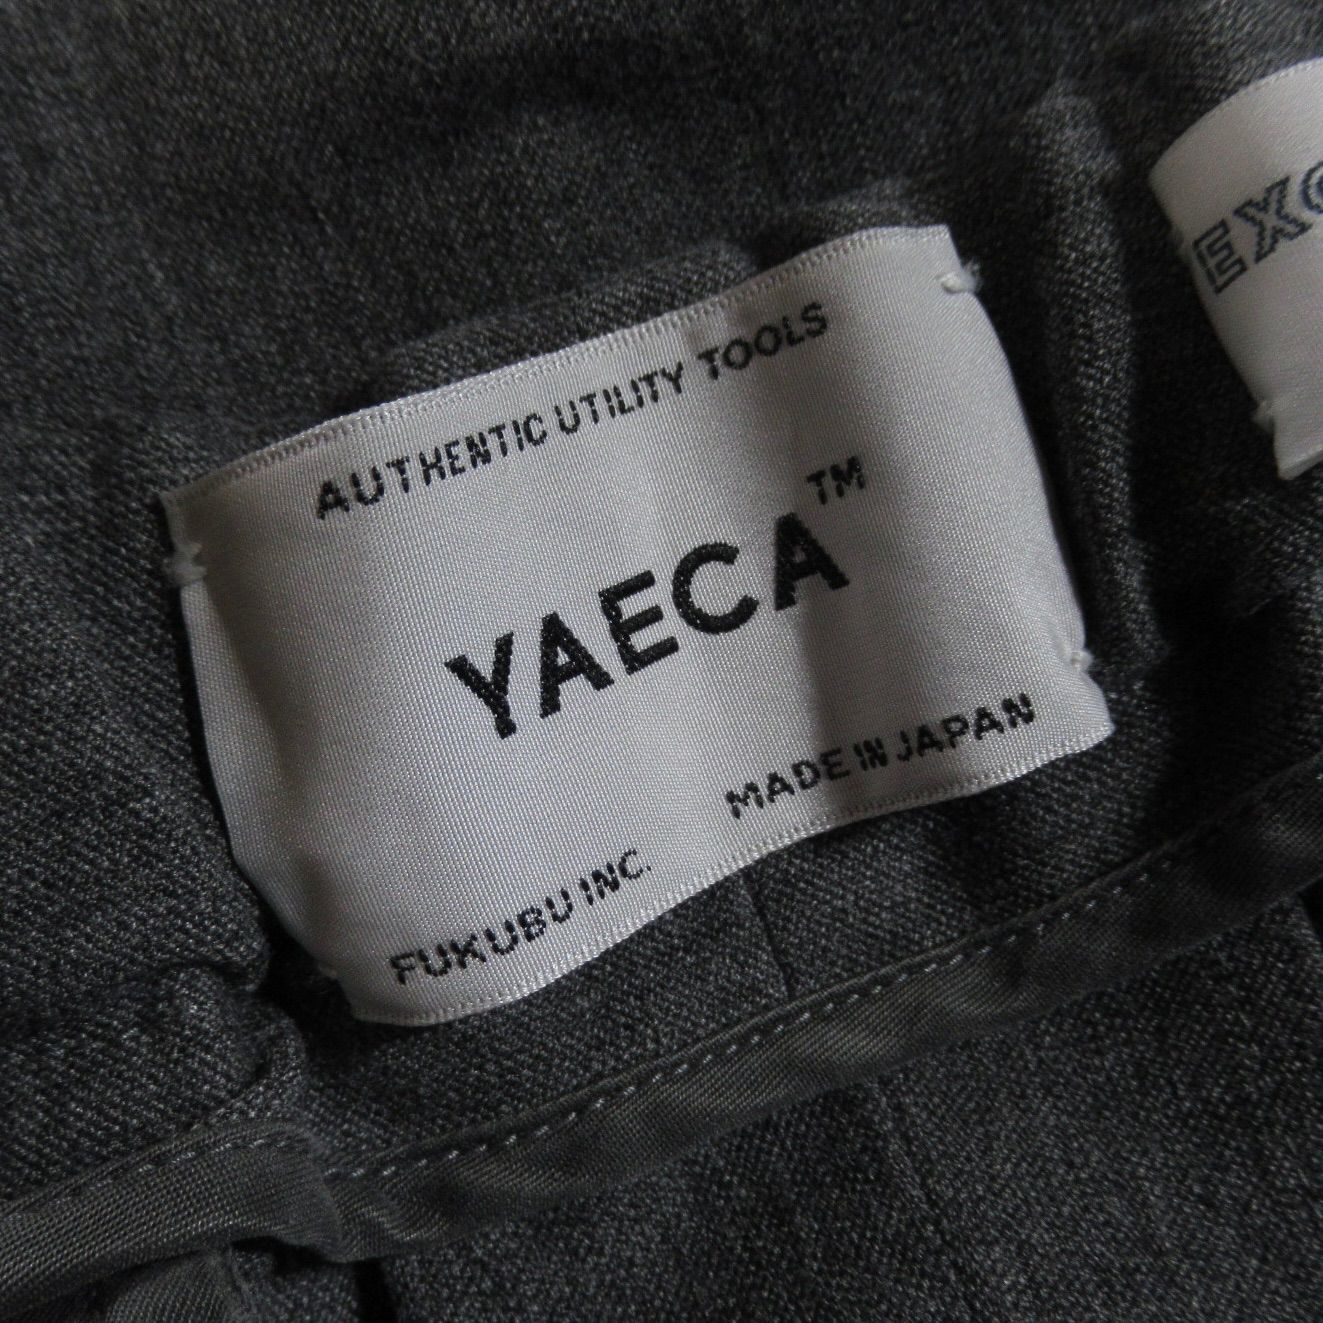 AUTHENTIC UTILITY TOOLS
YAECA™
MADE IN JAPAN
FUKUBU INC.